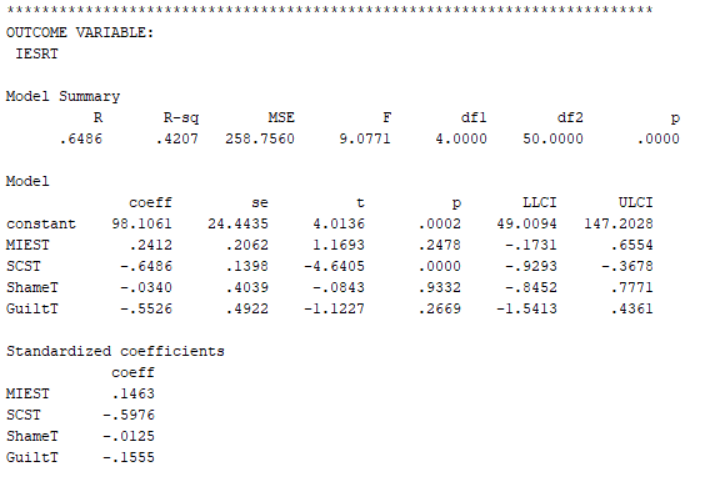 ***************************************************************************
OUTCOME VARIABLE:
IESRT
Model Summary
R R-sq MSE F df1 df2 p
.6486 .4207 258.7560 9.0771 4.0000 50.0000 .0000
Model
coeff se t p LLCI ULCI
constant 98.1061 24.4435 4.0136 .0002 49.0094 147.2028
MIEST .2412 .2062 1.1693 .2478 -.1731 .6554
SCST -.6486 .1398 -4.6405 .0000 -.9293 -.3678
ShameT -.0340 .4039 -.0843 .9332 -.8452 .7771
GuiltT -.5526 .4922 -1.1227 .2669 -1.5413 .4361
Standardized coefficients
coeff
MIEST .1463
SCST -.5976
ShameT -.0125
GuiltT -.1555